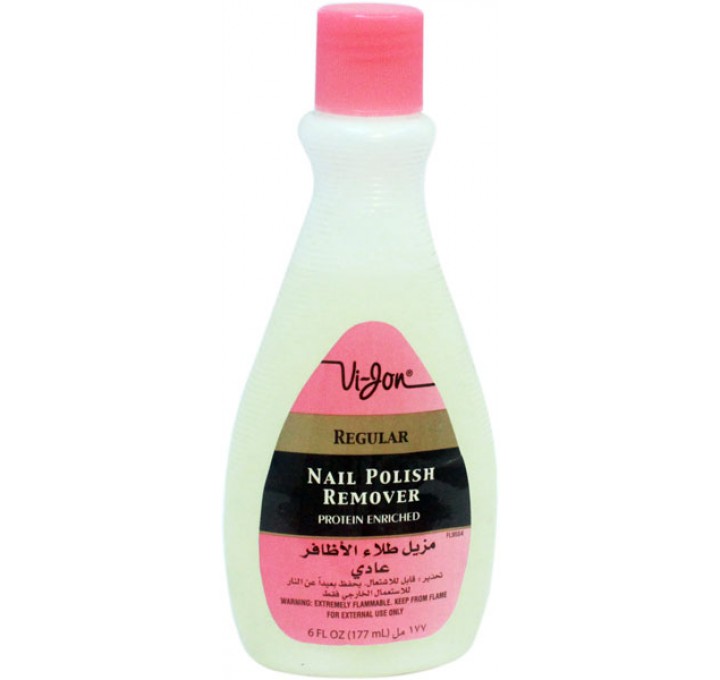 Vi-Jon®
REGULAR
NAIL POLISH
REMOVER
PROTEIN ENRICHED
مزيل طلاء الأظافر
عادي
تحذير: قابل للاشتعال، يحفظ بعيداً عن النار
للاستعمال الخارجي فقط
WARNING: EXTREMELY FLAMMABLE. KEEP FROM FLAME
FOR EXTERNAL USE ONLY
6 FL OZ (177 mL) ١٧٧ مل